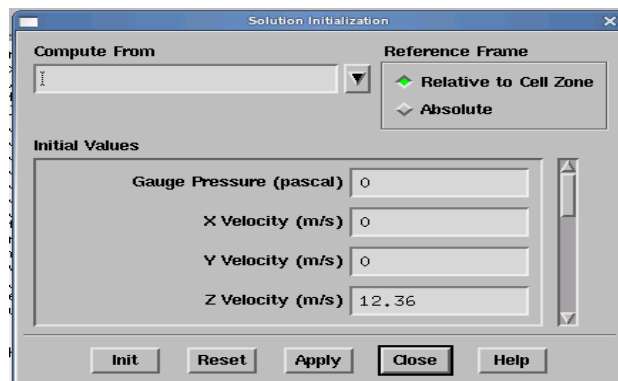 Solution Initialization
Compute From
Reference Frame
Relative to Cell Zone
Absolute
Initial Values
Gauge Pressure (pascal) 0
X Velocity (m/s) 0
Y Velocity (m/s) 0
Z Velocity (m/s) 12.36
Init Reset Apply Close Help